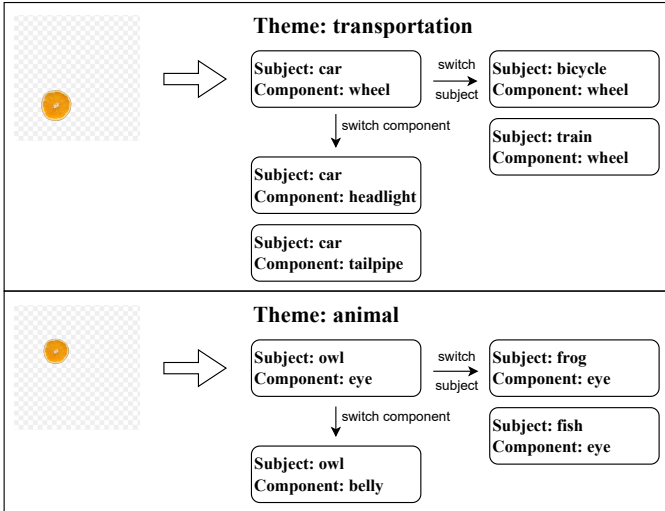 Theme: transportation
Subject: car
Component: wheel
switch
subject
Subject: bicycle
Component: wheel
switch component
Subject: train
Component: wheel
Subject: car
Component: headlight
Subject: car
Component: tailpipe
Theme: animal
Subject: owl
Component: eye
switch
subject
Subject: frog
Component: eye
switch component
Subject: fish
Component: eye
Subject: owl
Component: belly